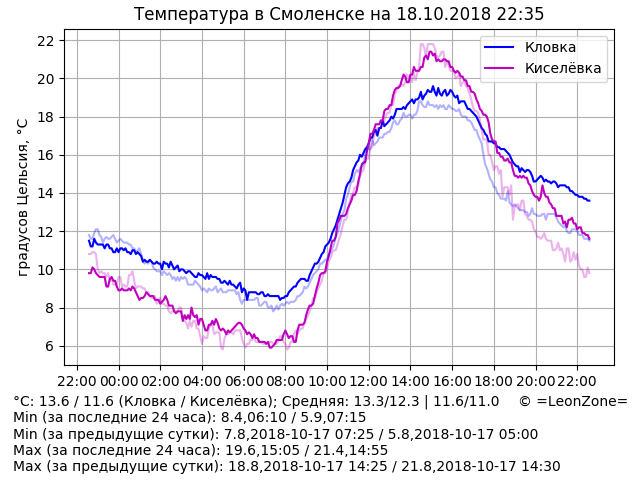 Температура в Смоленске на 18.10.2018 22:35
Кловка
Киселёвка
градусов Цельсия, °C
22
20
18
16
14
12
10
8
6
22:00 00:00 02:00 04:00 06:00 08:00 10:00 12:00 14:00 16:00 18:00 20:00 22:00
°C: 13.6 / 11.6 (Кловка / Киселёвка); Средняя: 13.3/12.3 | 11.6/11.0 © =LeonZone=
Min (за последние 24 часа): 8.4,06:10 / 5.9,07:15
Min (за предыдущие сутки): 7.8,2018-10-17 07:25 / 5.8,2018-10-17 05:00
Max (за последние 24 часа): 19.6,15:05 / 21.4,14:55
Max (за предыдущие сутки): 18.8,2018-10-17 14:25 / 21.8,2018-10-17 14:30